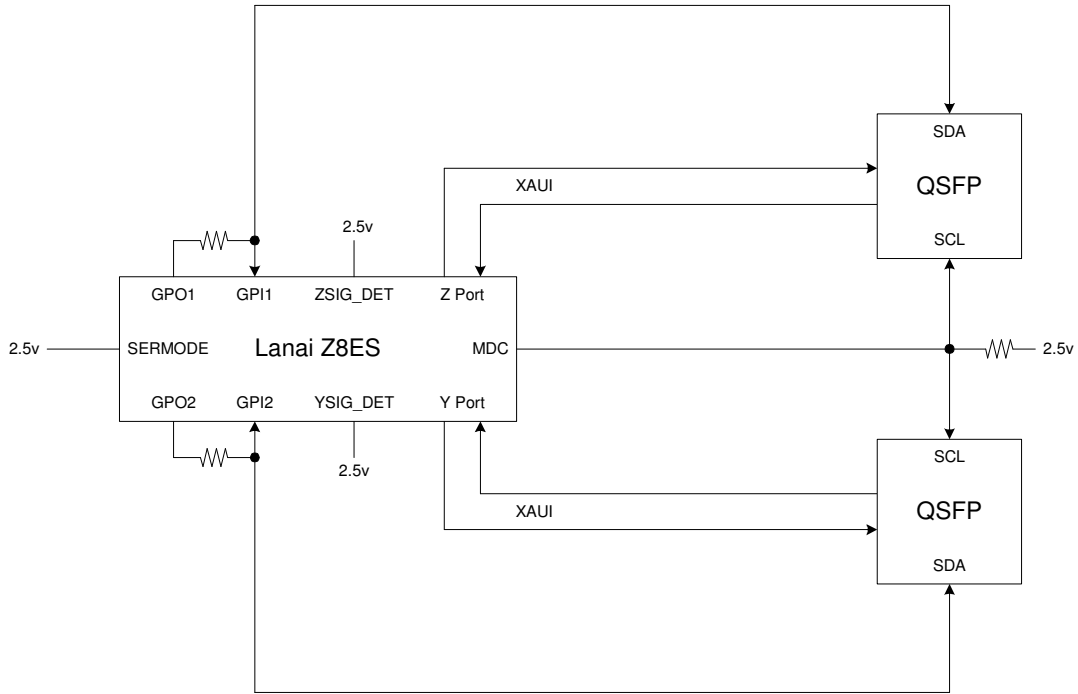 SDA
XAUI
QSFP
2.5v
SCL
GPO1 GPI1 ZSIG_DET Z Port
2.5v SERMODE Lanai Z8ES MDC 2.5v
GPO2 GPI2 YSIG_DET Y Port
SCL
2.5v
XAUI
QSFP
SDA